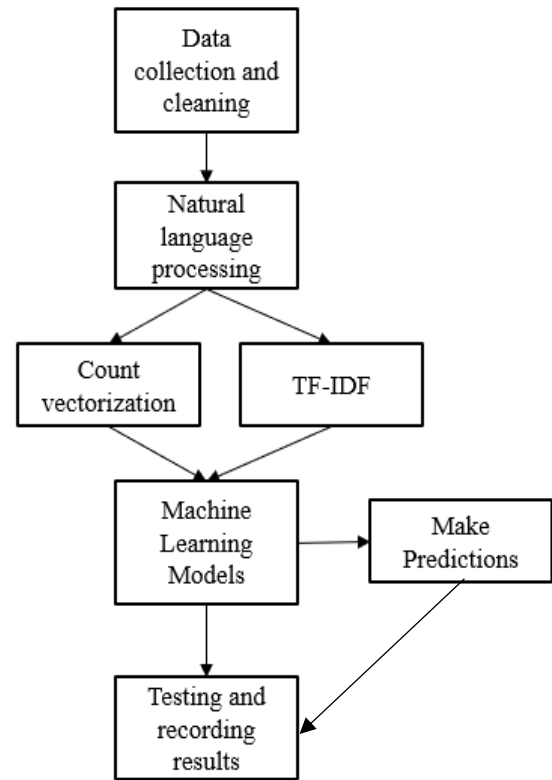 Data
collection and
cleaning
Natural
language
processing
Count
vectorization
TF-IDF
Machine
Learning
Models
Make
Predictions
Testing and
recording
results